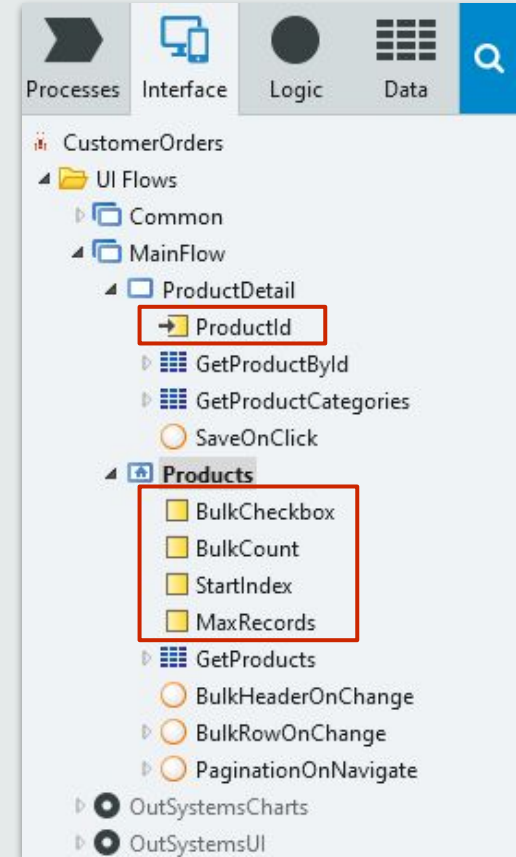 Processes Interface Logic Data
CustomerOrders
UI Flows
Common
MainFlow
ProductDetail
ProductId
GetProductById
GetProductCategories
SaveOnClick
Products
BulkCheckbox
BulkCount
StartIndex
MaxRecords
GetProducts
BulkHeaderOnChange
BulkRowOnChange
PaginationOnNavigate
OutSystemsCharts
OutSystemsUI